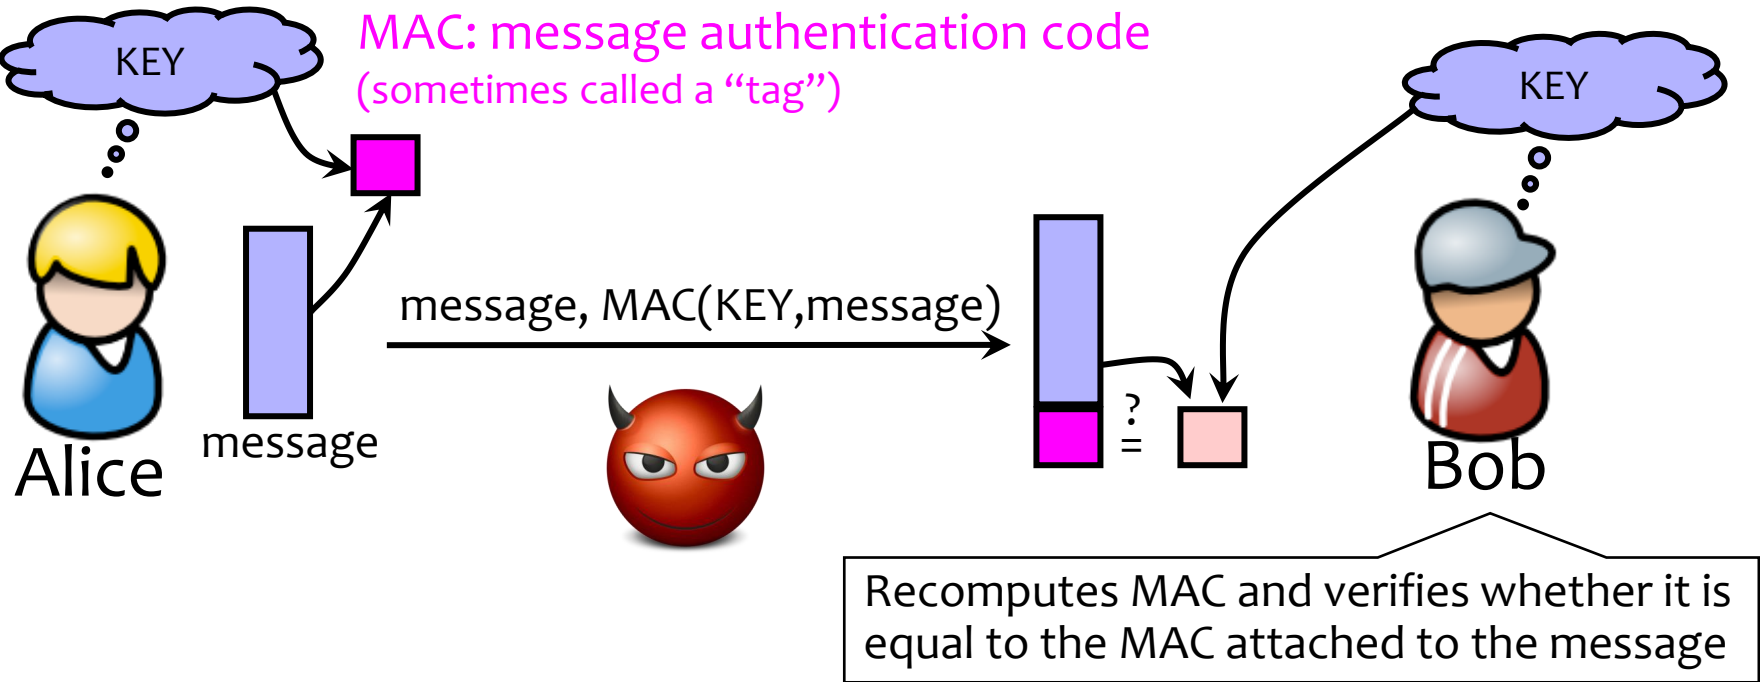 MAC: message authentication code
(sometimes called a “tag”)
KEY
KEY
message, MAC(KEY,message)
?
=
message
Alice
Bob
Recomputes MAC and verifies whether it is
equal to the MAC attached to the message